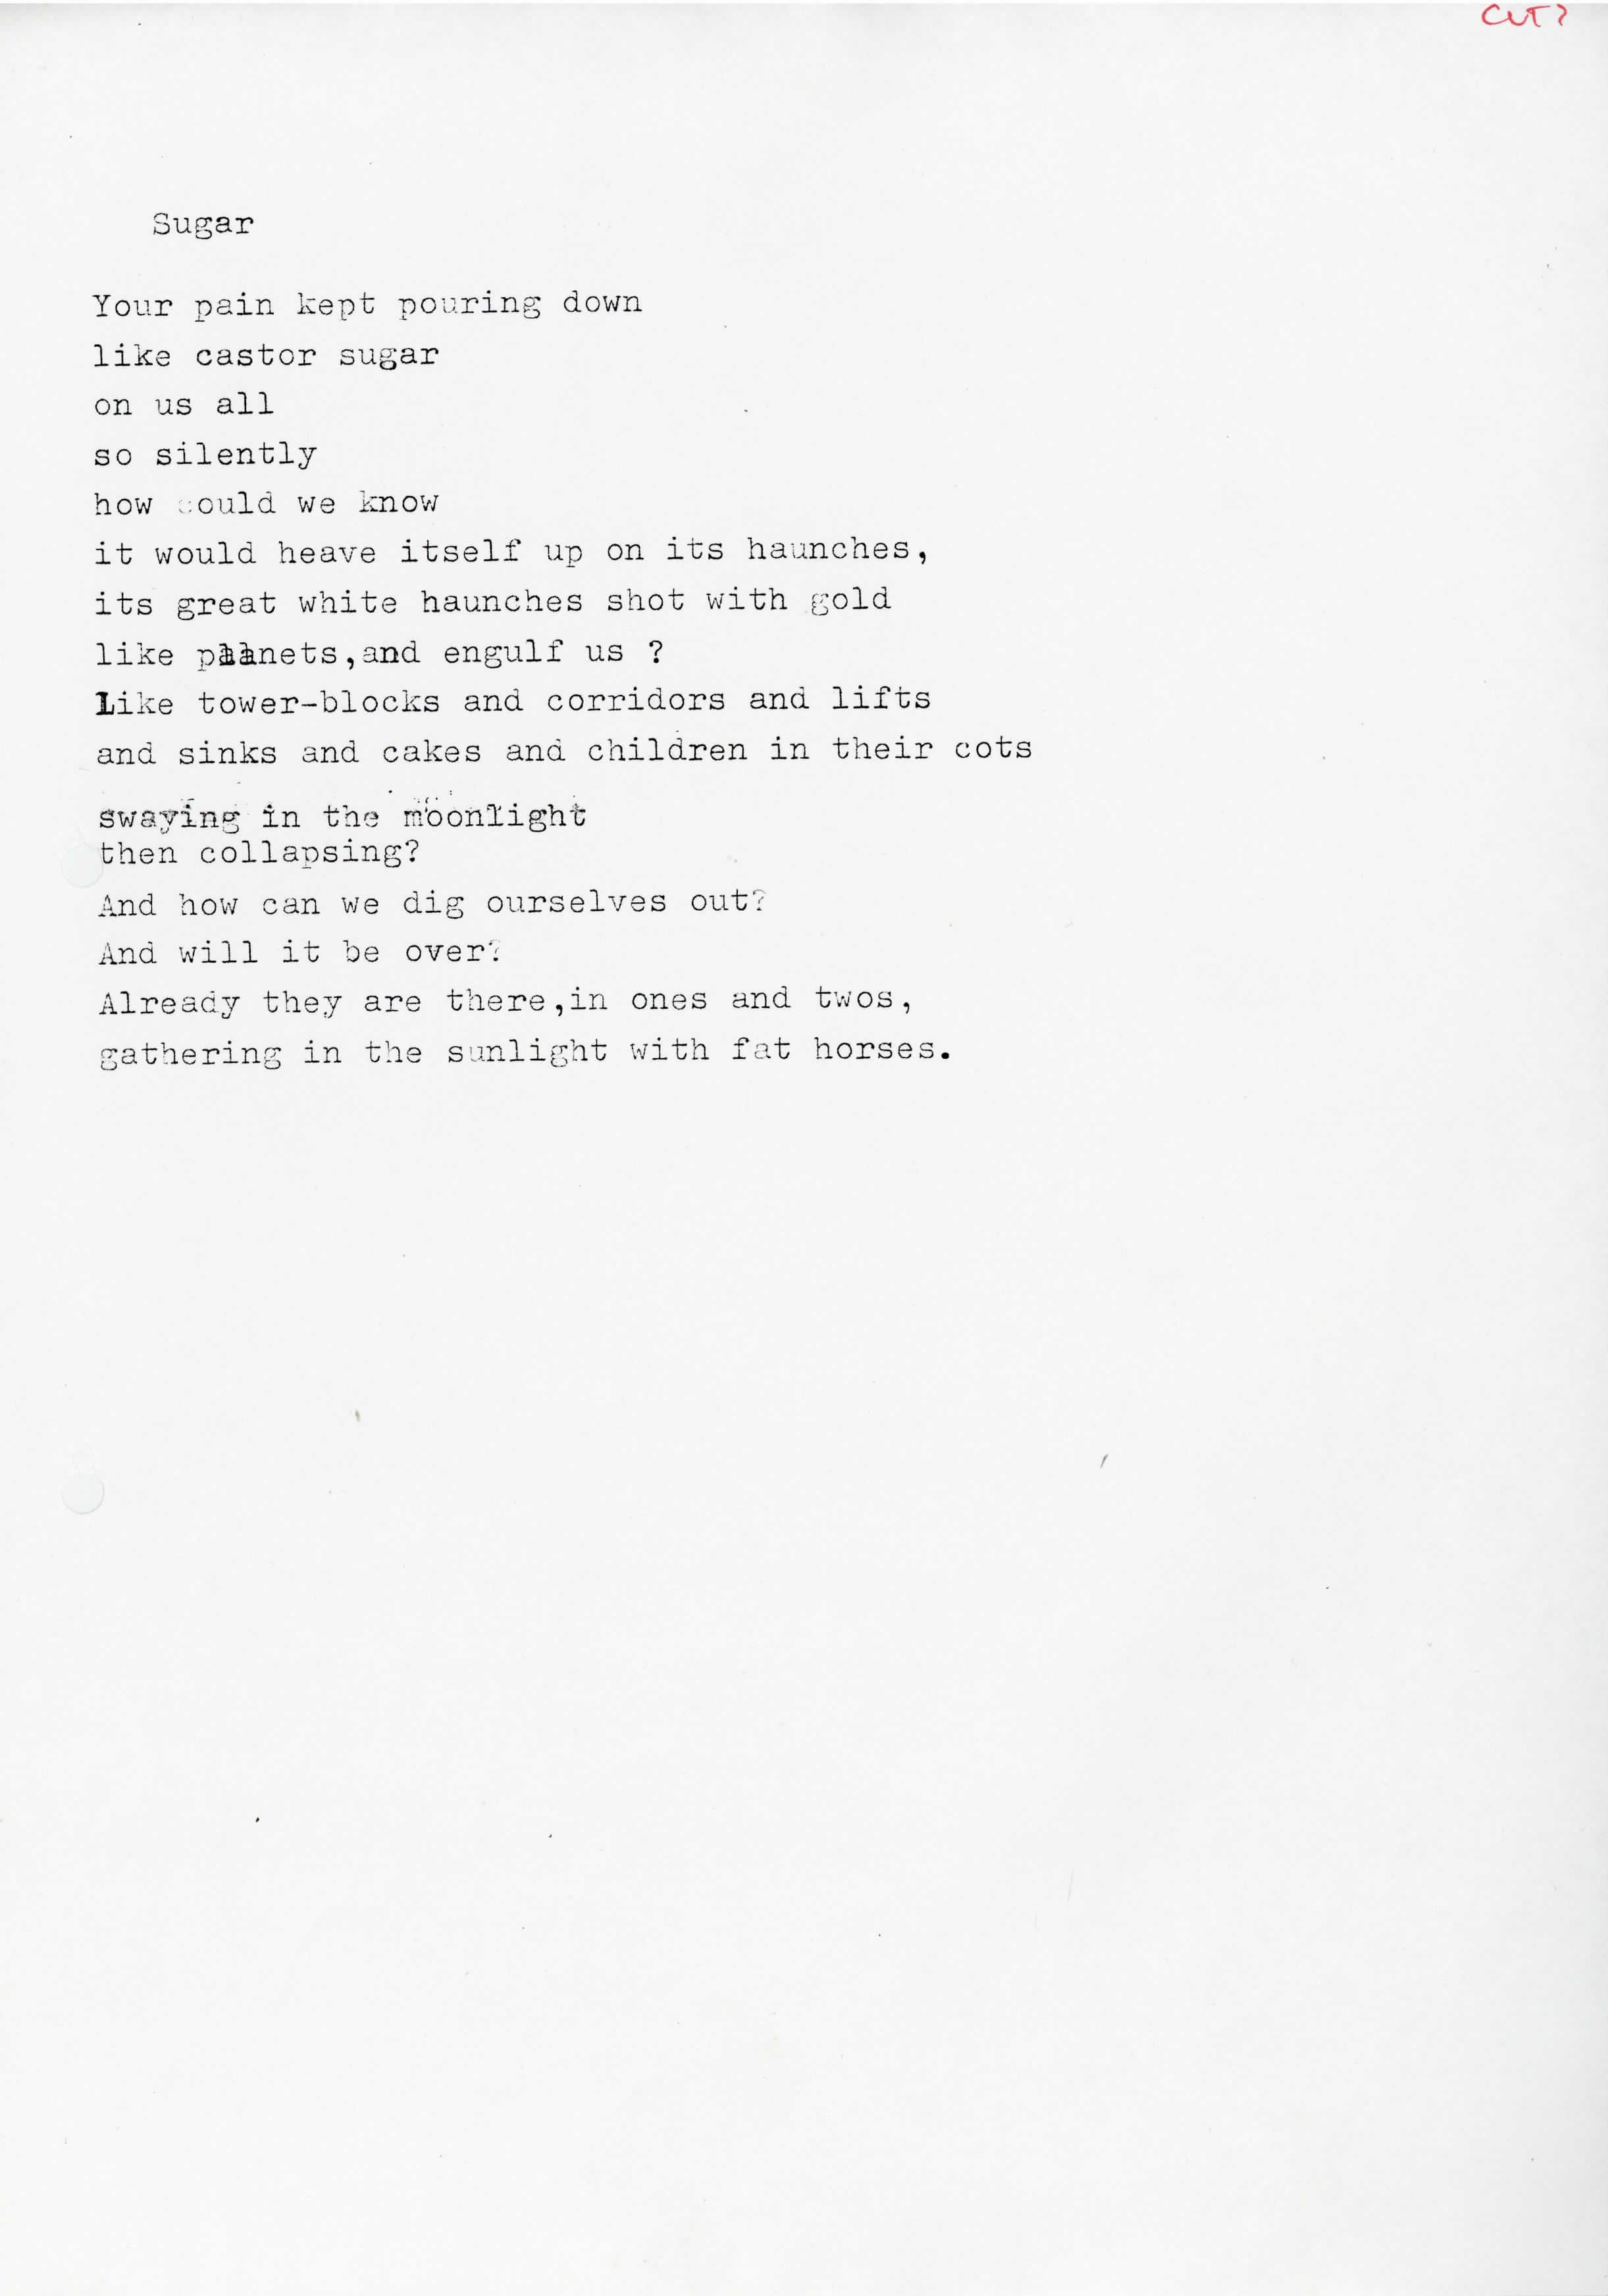 CUT?
Sugar
Your pain kept pouring down
like castor sugar
on us all
so silently
how could we know
it would heave itself up on its haunches,
its great white haunches shot with gold
like planets,and engulf us ?
Like tower-blocks and corridors and lifts
and sinks and cakes and children in their cots
swaying in the moonlight
then collapsing?
And how can we dig ourselves out?
And will it be over?
Already they are there,in ones and twos,
gathering in the sunlight with fat horses.